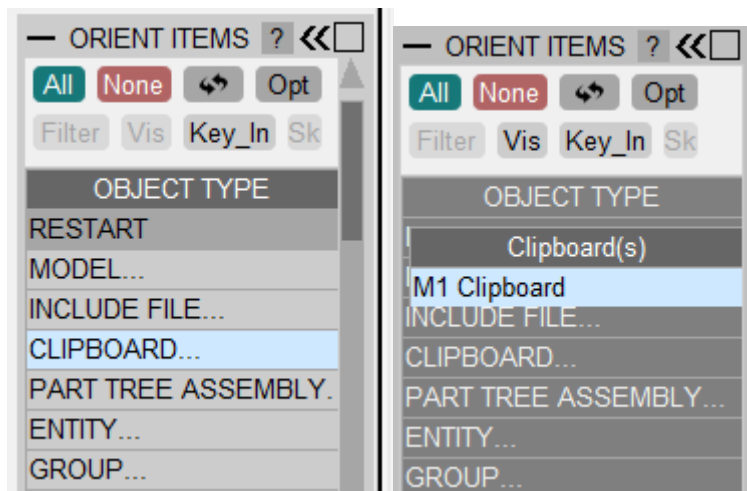 ORIENT ITEMS ?
All None Opt
Filter Vis Key_In Sk
OBJECT TYPE
RESTART
MODEL...
INCLUDE FILE...
CLIPBOARD...
PART TREE ASSEMBLY.
ENTITY...
GROUP...
ORIENT ITEMS ?
All None Opt
Filter Vis Key_In Sk
OBJECT TYPE
Clipboard(s)
M1 Clipboard
INCLUDE FILE...
CLIPBOARD...
PART TREE ASSEMBLY...
ENTITY...
GROUP...